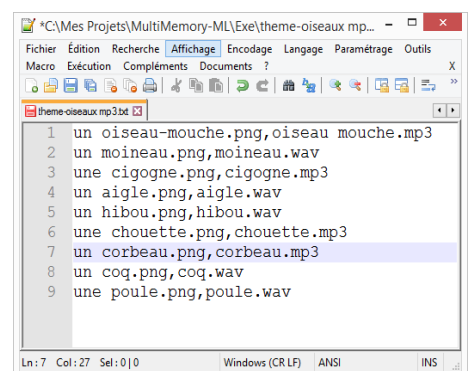 *C:\Mes Projets\MultiMemory-ML\Exe\theme-oiseaux mp...
Fichier Édition Recherche Affichage Encodage Langage Paramétrage Outils
Macro Exécution Compléments Documents ? X
theme-oiseaux mp3.txt
1 un oiseau-mouche.png,oiseau mouche.mp3
2 un moineau.png,moineau.wav
3 une cigogne.png,cigogne.mp3
4 un aigle.png,aigle.wav
5 un hibou.png,hibou.wav
6 une chouette.png,chouette.mp3
7 un corbeau.png,corbeau.mp3
8 un coq.png,coq.wav
9 une poule.png,poule.wav
Ln : 7 Col : 27 Sel : 0 | 0 Windows (CR LF) ANSI INS